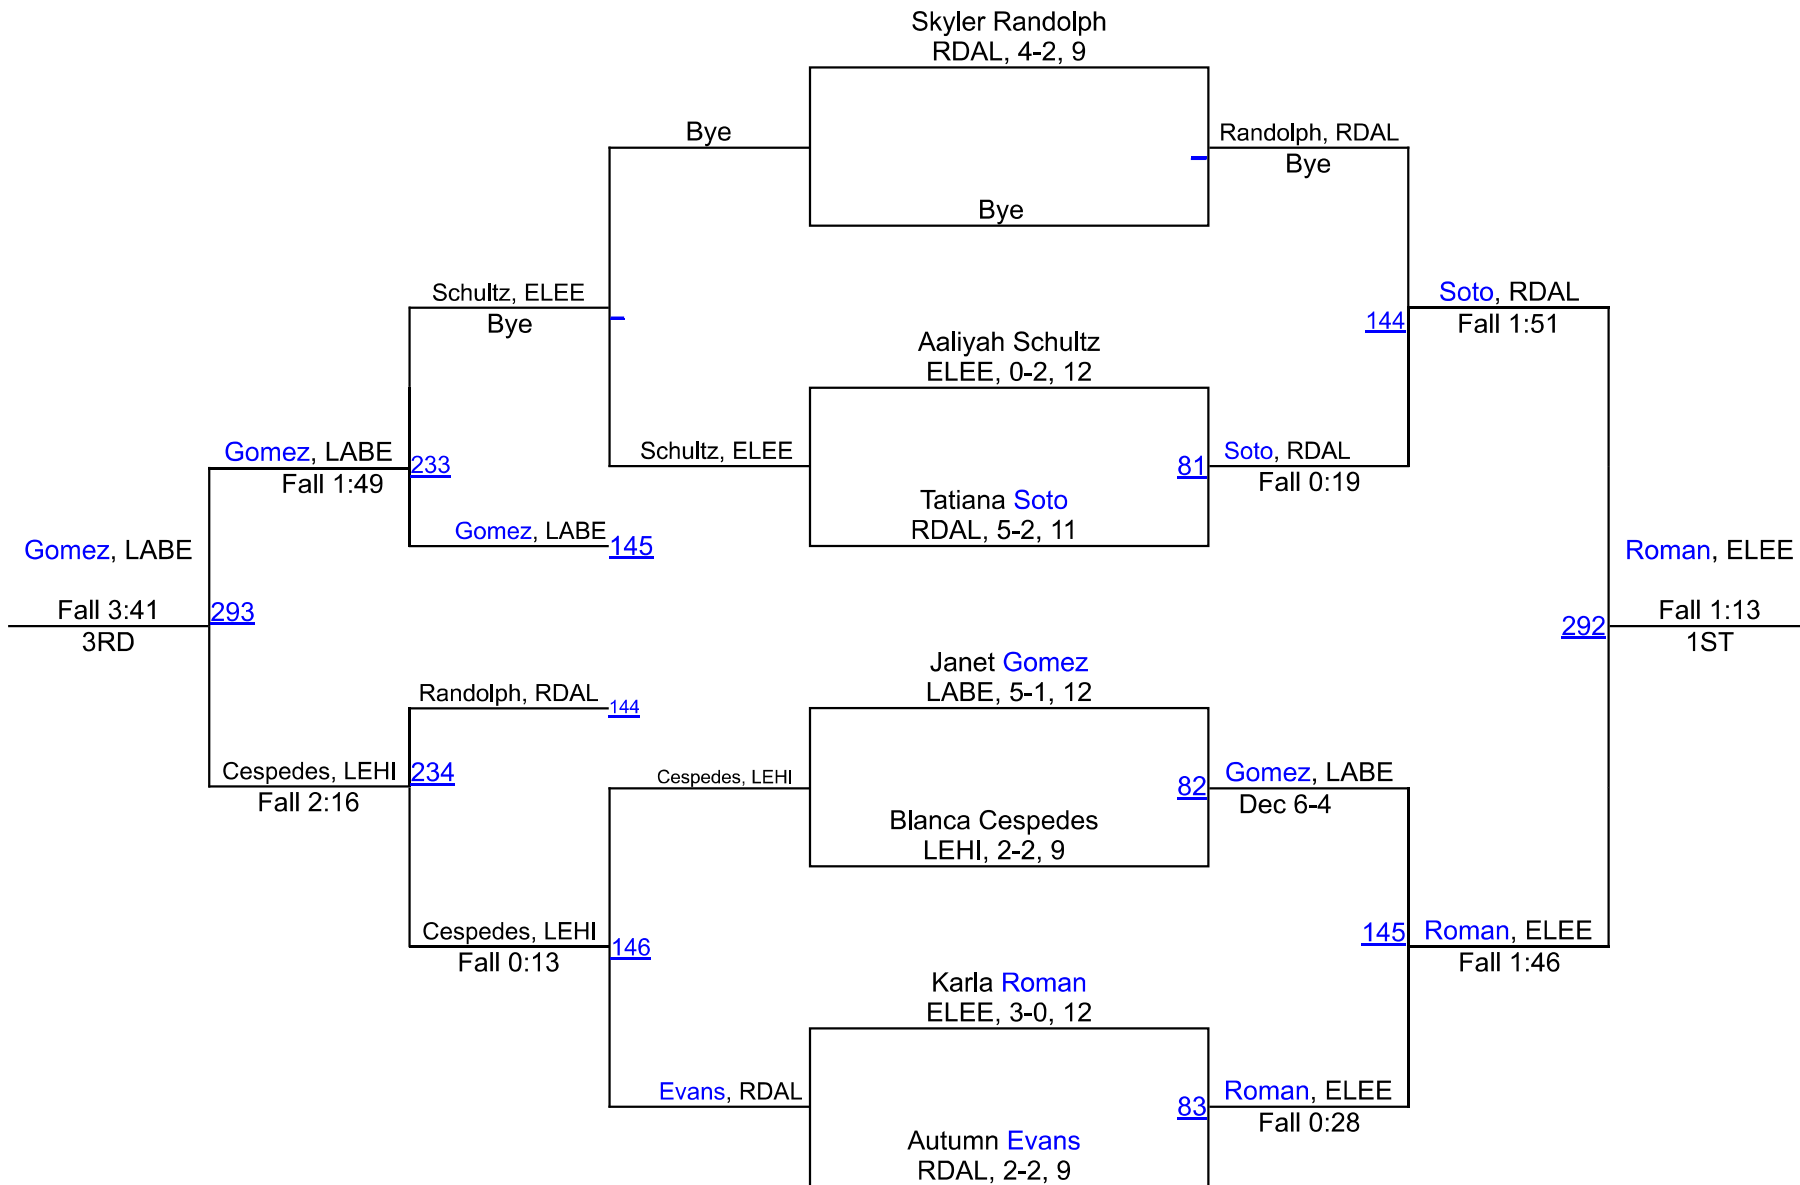 Skyler Randolph
RDAL, 4-2, 9
Bye
Randolph, RDAL
Bye
Bye
Schultz, ELEE
Bye
Soto, RDAL
144
Fall 1:51
Aaliyah Schultz
ELEE, 0-2, 12
Gomez, LABE
233
Fall 1:49
Schultz, ELEE
81
Soto, RDAL
Fall 0:19
Tatiana Soto
RDAL, 5-2, 11
Gomez, LABE
145
Gomez, LABE
Roman, ELEE
Fall 3:41
293
3RD
292
Fall 1:13
1ST
Janet Gomez
LABE, 5-1, 12
Randolph, RDAL
144
Cespedes, LEHI
234
Fall 2:16
Cespedes, LEHI
82
Gomez, LABE
Dec 6-4
Blanca Cespedes
LEHI, 2-2, 9
Cespedes, LEHI
146
Fall 0:13
145
Roman, ELEE
Fall 1:46
Karla Roman
ELEE, 3-0, 12
Evans, RDAL
83
Roman, ELEE
Fall 0:28
Autumn Evans
RDAL, 2-2, 9